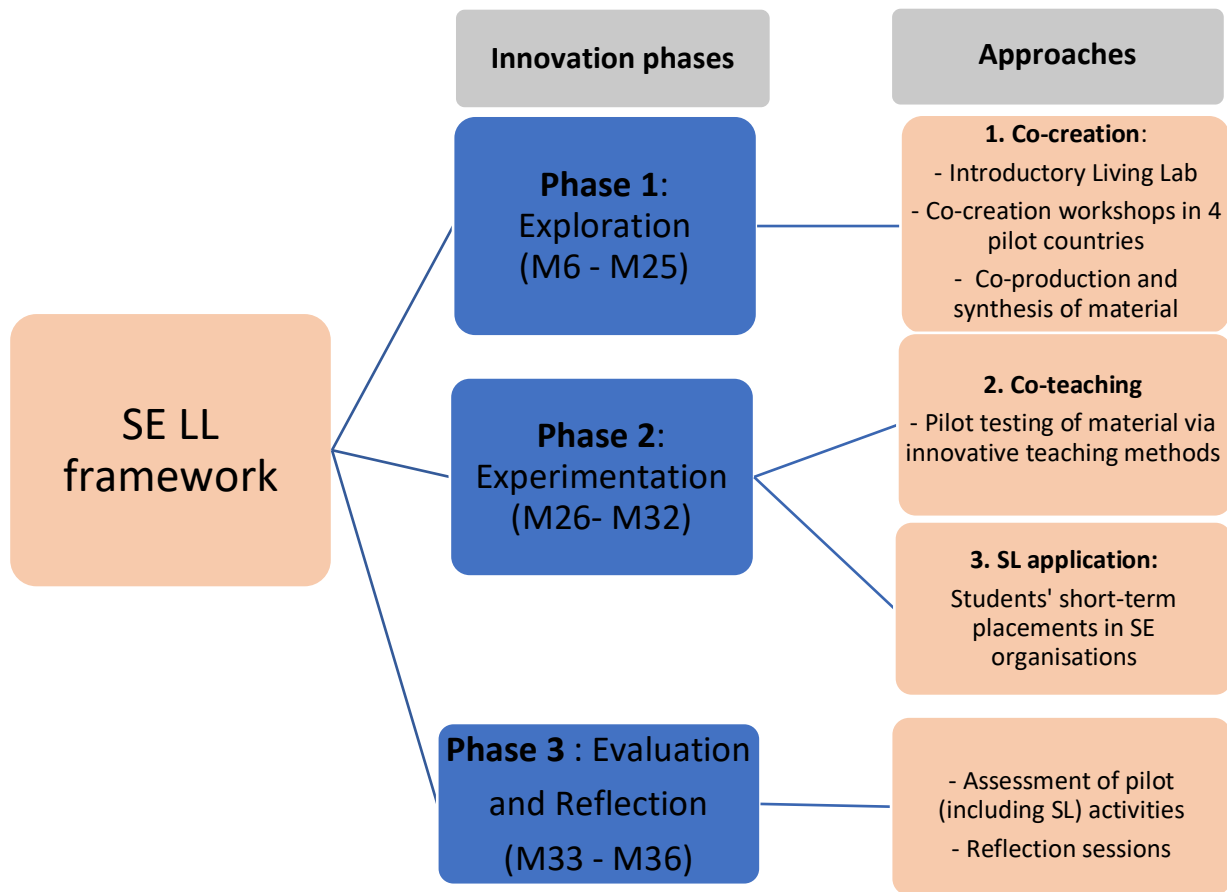 Innovation phases
Approaches
SE LL
framework
Phase 1:
Exploration
(M6 - M25)
1. Co-creation:
- Introductory Living Lab
- Co-creation workshops in 4
pilot countries
- Co-production and
synthesis of material
Phase 2:
Experimentation
(M26- M32)
2. Co-teaching
- Pilot testing of material via
innovative teaching methods
3. SL application:
Students' short-term
placements in SE
organisations
Phase 3 : Evaluation
and Reflection
(M33 - M36)
- Assessment of pilot
(including SL) activities
- Reflection sessions